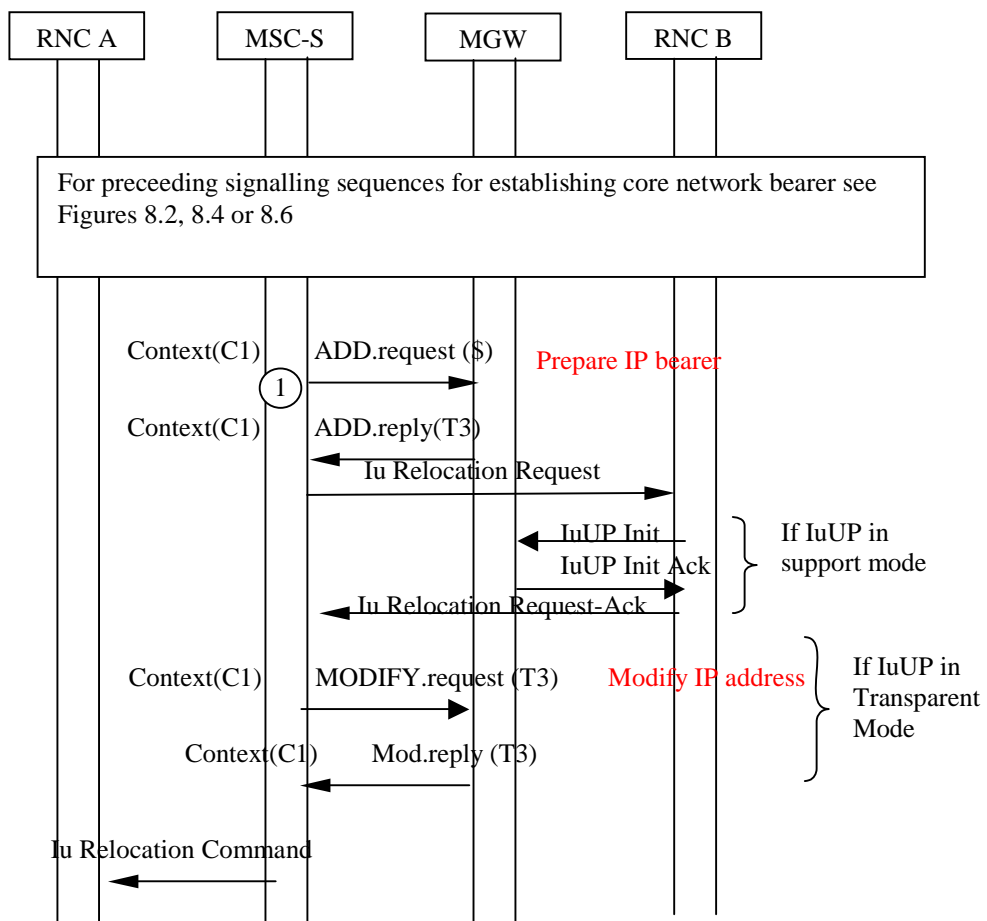 RNC A
MSC-S
MGW
RNC B
For preceeding signalling sequences for establishing core network bearer see
Figures 8.2, 8.4 or 8.6
Context(C1)
ADD.request ($)
Prepare IP bearer
1
Context(C1)
ADD.reply(T3)
Iu Relocation Request
IuUP Init
IuUP Init Ack
If IuUP in
support mode
Iu Relocation Request-Ack
Context(C1)
MODIFY.request (T3)
Modify IP address
If IuUP in
Transparent
Mode
Context(C1)
Mod.reply (T3)
Iu Relocation Command